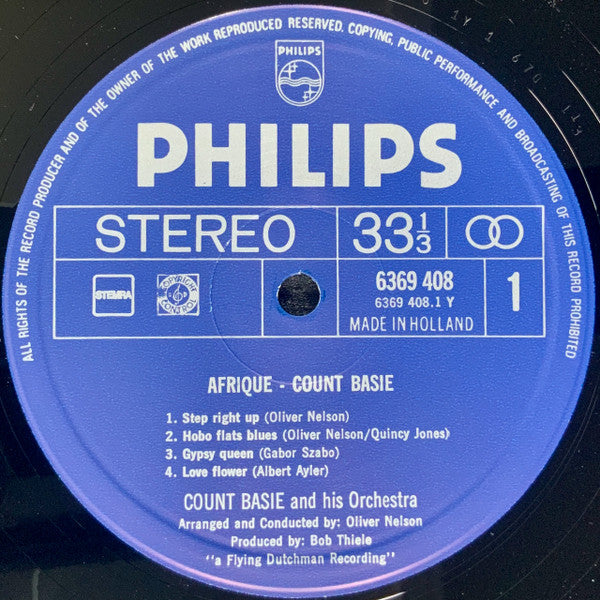 ALL RIGHTS OF THE RECORD PRODUCER AND OF THE OWNER OF THE WORK REPRODUCED RESERVED. COPYING, PUBLIC PERFORMANCE AND BROADCASTING OF THIS RECORD PROHIBITED
PHILIPS
PHILIPS
STEREO 33 1/3
STEMRA COPYRIGHT CONTROL 6369 408 1
6369 408.1 Y
MADE IN HOLLAND
AFRIQUE - COUNT BASIE
1. Step right up (Oliver Nelson)
2. Hobo flats blues (Oliver Nelson/Quincy Jones)
3. Gypsy queen (Gabor Szabo)
4. Love flower (Albert Ayler)
COUNT BASIE and his Orchestra
Arranged and Conducted by: Oliver Nelson
Produced by: Bob Thiele
"a Flying Dutchman Recording"